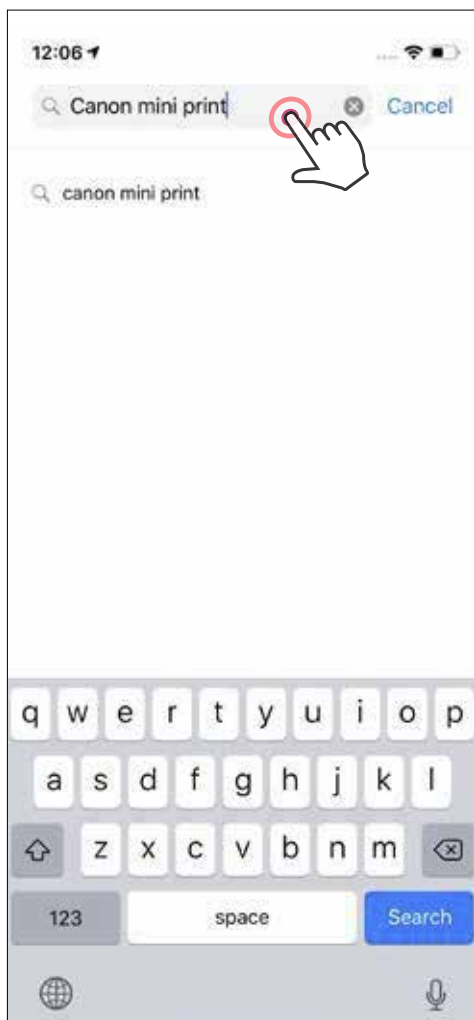 12:06
Canon mini print
Cancel
canon mini print
q w e r t y u i o p
a s d f g h j k l
z x c v b n m
123 space Search